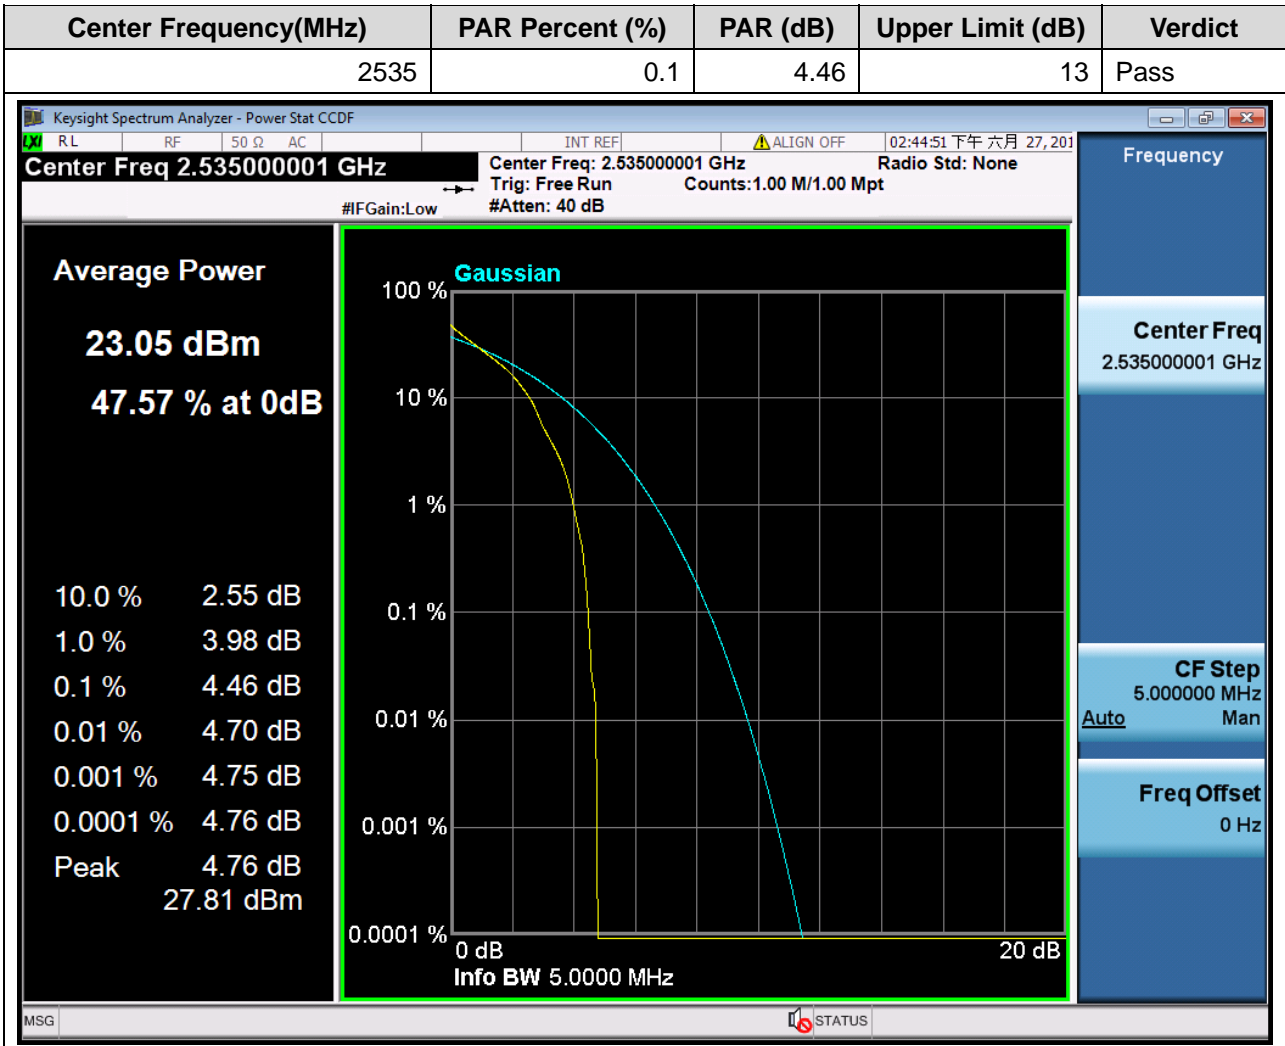 Center Frequency(MHz) PAR Percent (%) PAR (dB) Upper Limit (dB) Verdict
2535 0.1 4.46 13 Pass
Keysight Spectrum Analyzer - Power Stat CCDF
LXI RL RF 50 Ω AC INT REF ALIGN OFF 02:44:51 下午 六月 27, 201
Center Freq 2.535000001 GHz
Center Freq: 2.535000001 GHz Radio Std: None
Trig: Free Run Counts:1.00 M/1.00 Mpt
#IFGain:Low #Atten: 40 dB
Frequency
Average Power
23.05 dBm
47.57 % at 0dB
10.0 % 2.55 dB
1.0 % 3.98 dB
0.1 % 4.46 dB
0.01 % 4.70 dB
0.001 % 4.75 dB
0.0001 % 4.76 dB
Peak 4.76 dB
27.81 dBm
Gaussian
100 %
10 %
1 %
0.1 %
0.01 %
0.001 %
0.0001 %
0 dB 20 dB
Info BW 5.0000 MHz
Center Freq
2.535000001 GHz
CF Step
5.000000 MHz
Auto Man
Freq Offset
0 Hz
MSG STATUS